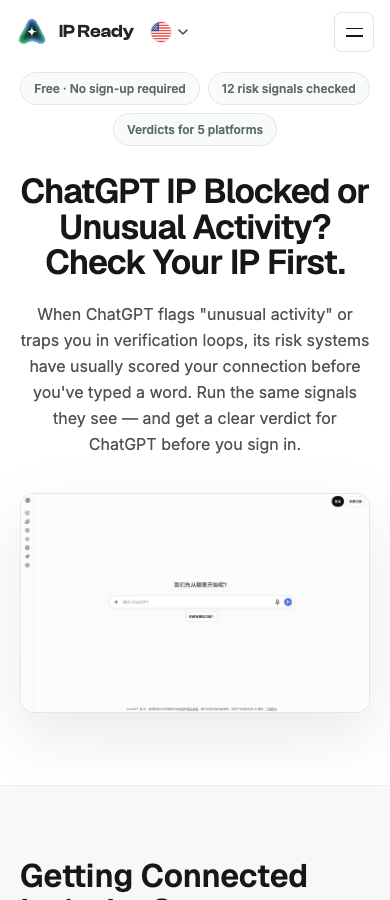 IP Ready
Free · No sign-up required
12 risk signals checked
Verdicts for 5 platforms
ChatGPT IP Blocked or
Unusual Activity?
Check Your IP First.
When ChatGPT flags "unusual activity" or
traps you in verification loops, its risk systems
have usually scored your connection before
you've typed a word. Run the same signals
they see — and get a clear verdict for
ChatGPT before you sign in.
我们先从哪里开始呢?
Getting Connected